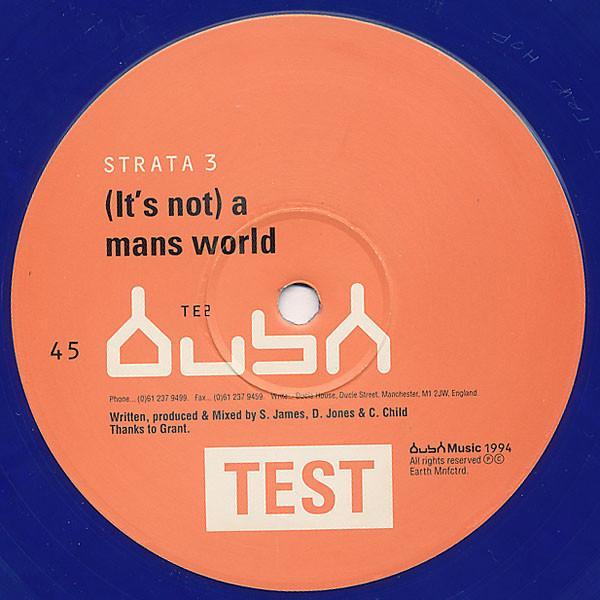 STRATA 3
(It's not) a
mans world
45
bush
Phone... (0)61 237 9499. Fax... (0)61 237 9459. Write... Ducie House, Ducie Street, Manchester, M1 2JW, England
Written, produced & Mixed by S. James, D. Jones & C. Child
Thanks to Grant.
bush Music 1994
All rights reserved Ⓟ Ⓒ
Earth Mnfctrd.
TEST